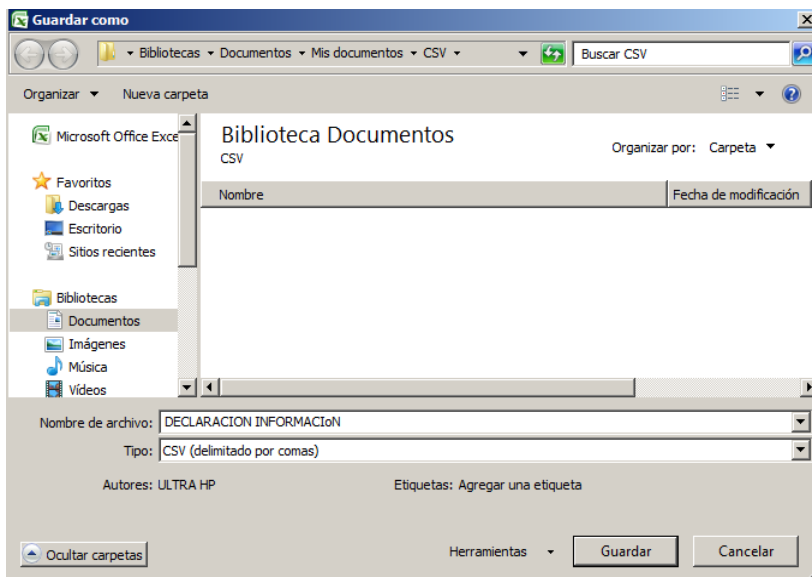 Guardar como
Bibliotecas Documentos Mis documentos CSV Buscar CSV
Organizar Nueva carpeta
Microsoft Office Exce
Favoritos
Descargas
Escritorio
Sitios recientes
Bibliotecas
Documentos
Imágenes
Música
Vídeos
Biblioteca Documentos
CSV
Organizar por: Carpeta
Nombre Fecha de modificación
Nombre de archivo: DECLARACION INFORMACIoN
Tipo: CSV (delimitado por comas)
Autores: ULTRA HP Etiquetas: Agregar una etiqueta
Ocultar carpetas Herramientas Guardar Cancelar